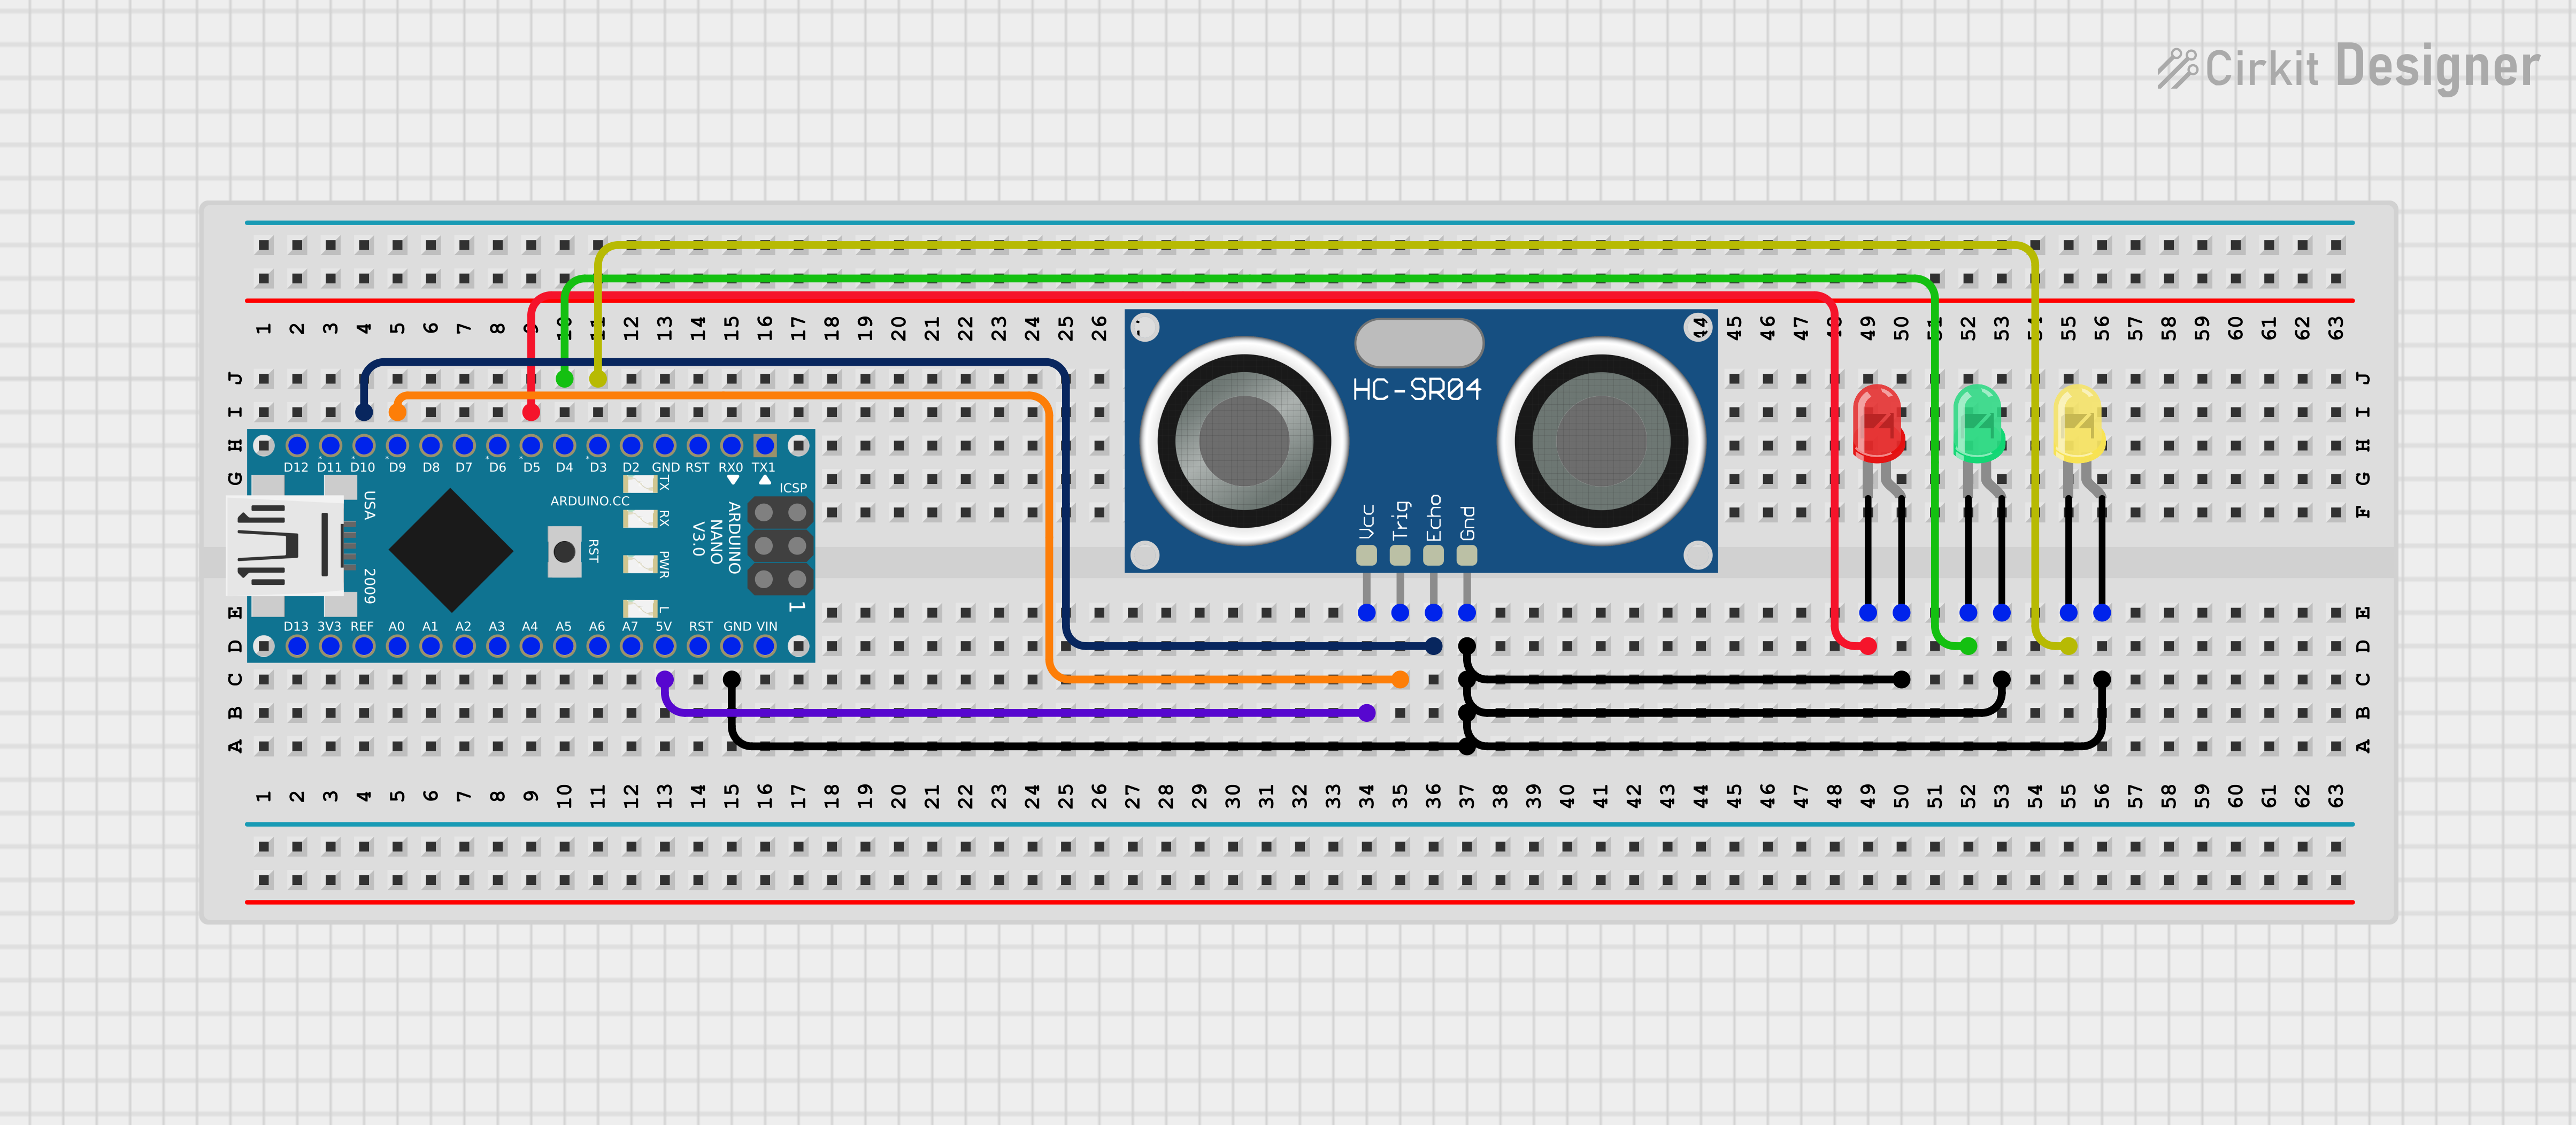 Cirkit Designer
1 2 3 4 5 6 7 8 9 10 11 12 13 14 15 16 17 18 19 20 21 22 23 24 25 26 44 45 46 47 48 49 50 51 52 53 54 55 56 57 58 59 60 61 62 63
J J
HC-SR04
I I
H H
D12 D11 D10 D9 D8 D7 D6 D5 D4 D3 D2 GND RST RX0 TX1
G G
USA
ARDUINO.CC
TX
ICSP
F F
RX
RST
ARDUINO
NANO
V3.0
PWR
2009
L
1
Vcc Trig Echo Gnd
E E
D13 3V3 REF A0 A1 A2 A3 A4 A5 A6 A7 5V RST GND VIN
D D
C C
B B
A A
1 2 3 4 5 6 7 8 9 10 11 12 13 14 15 16 17 18 19 20 21 22 23 24 25 26 27 28 29 30 31 32 33 34 35 36 37 38 39 40 41 42 43 44 45 46 47 48 49 50 51 52 53 54 55 56 57 58 59 60 61 62 63